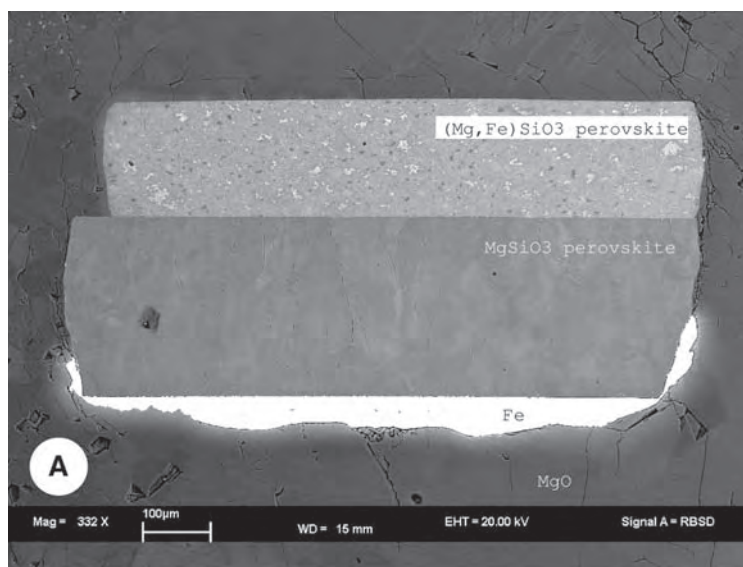 (Mg,Fe)SiO3 perovskite
MgSiO3 perovskite
Fe
A
MgO
Mag = 332 X
100µm
WD = 15 mm
EHT = 20.00 kV
Signal A = RBSD